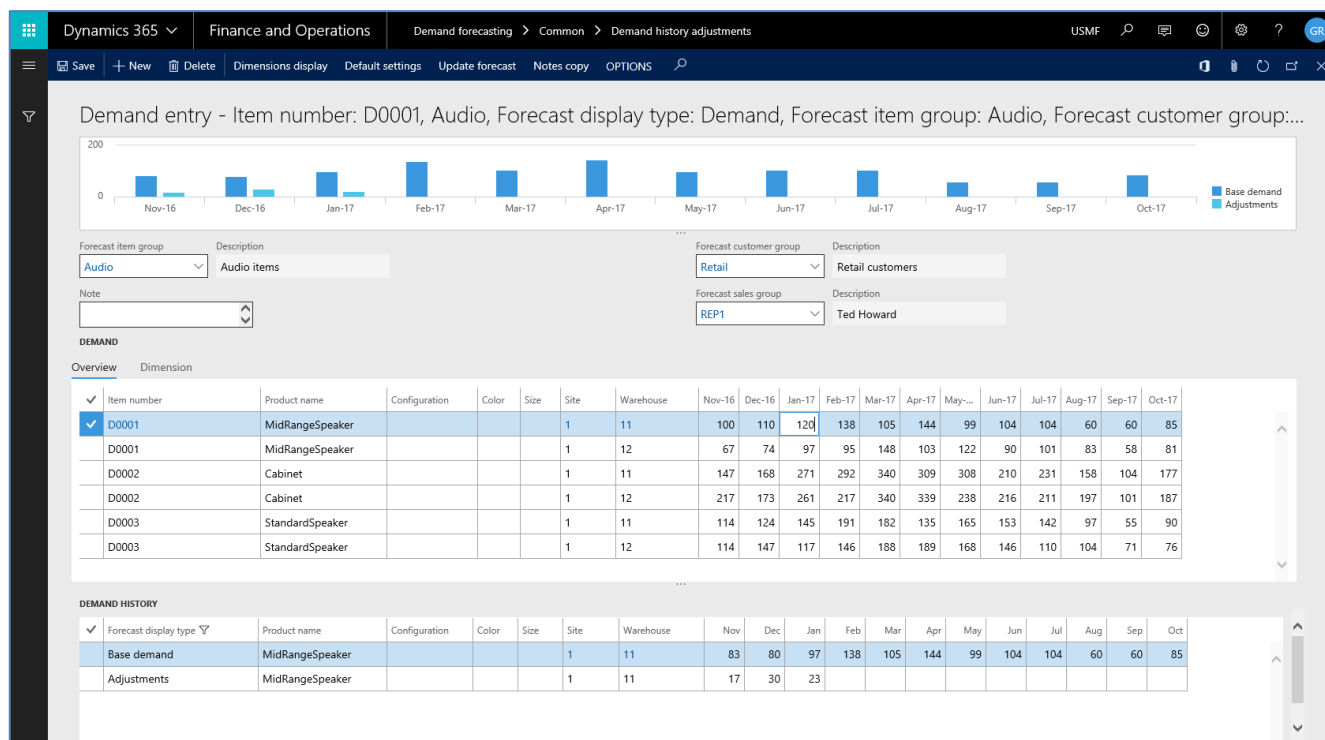 Dynamics 365 Finance and Operations Demand forecasting > Common > Demand history adjustments USMF GR
Save + New Delete Dimensions display Default settings Update forecast Notes copy OPTIONS
Demand entry - Item number: D0001, Audio, Forecast display type: Demand, Forecast item group: Audio, Forecast customer group:...
200
0
Base demand
Adjustments
Nov-16 Dec-16 Jan-17 Feb-17 Mar-17 Apr-17 May-17 Jun-17 Jul-17 Aug-17 Sep-17 Oct-17
Forecast item group Description Forecast customer group Description
Audio Audio items Retail Retail customers
Note Forecast sales group Description
REP1 Ted Howard
DEMAND
Overview Dimension
Item number Product name Configuration Color Size Site Warehouse Nov-16 Dec-16 Jan-17 Feb-17 Mar-17 Apr-17 May-... Jun-17 Jul-17 Aug-17 Sep-17 Oct-17
D0001 MidRangeSpeaker 1 11 100 110 120 138 105 144 99 104 104 60 60 85
D0001 MidRangeSpeaker 1 12 67 74 97 95 148 103 122 90 101 83 58 81
D0002 Cabinet 1 11 147 168 271 292 340 309 308 210 231 158 104 177
D0002 Cabinet 1 12 217 173 261 217 340 339 238 216 211 197 101 187
D0003 StandardSpeaker 1 11 114 124 145 191 182 135 165 153 142 97 55 90
D0003 StandardSpeaker 1 12 114 147 117 146 188 189 168 146 110 104 71 76
DEMAND HISTORY
Forecast display type Product name Configuration Color Size Site Warehouse Nov Dec Jan Feb Mar Apr May Jun Jul Aug Sep Oct
Base demand MidRangeSpeaker 1 11 83 80 97 138 105 144 99 104 104 60 60 85
Adjustments MidRangeSpeaker 1 11 17 30 23